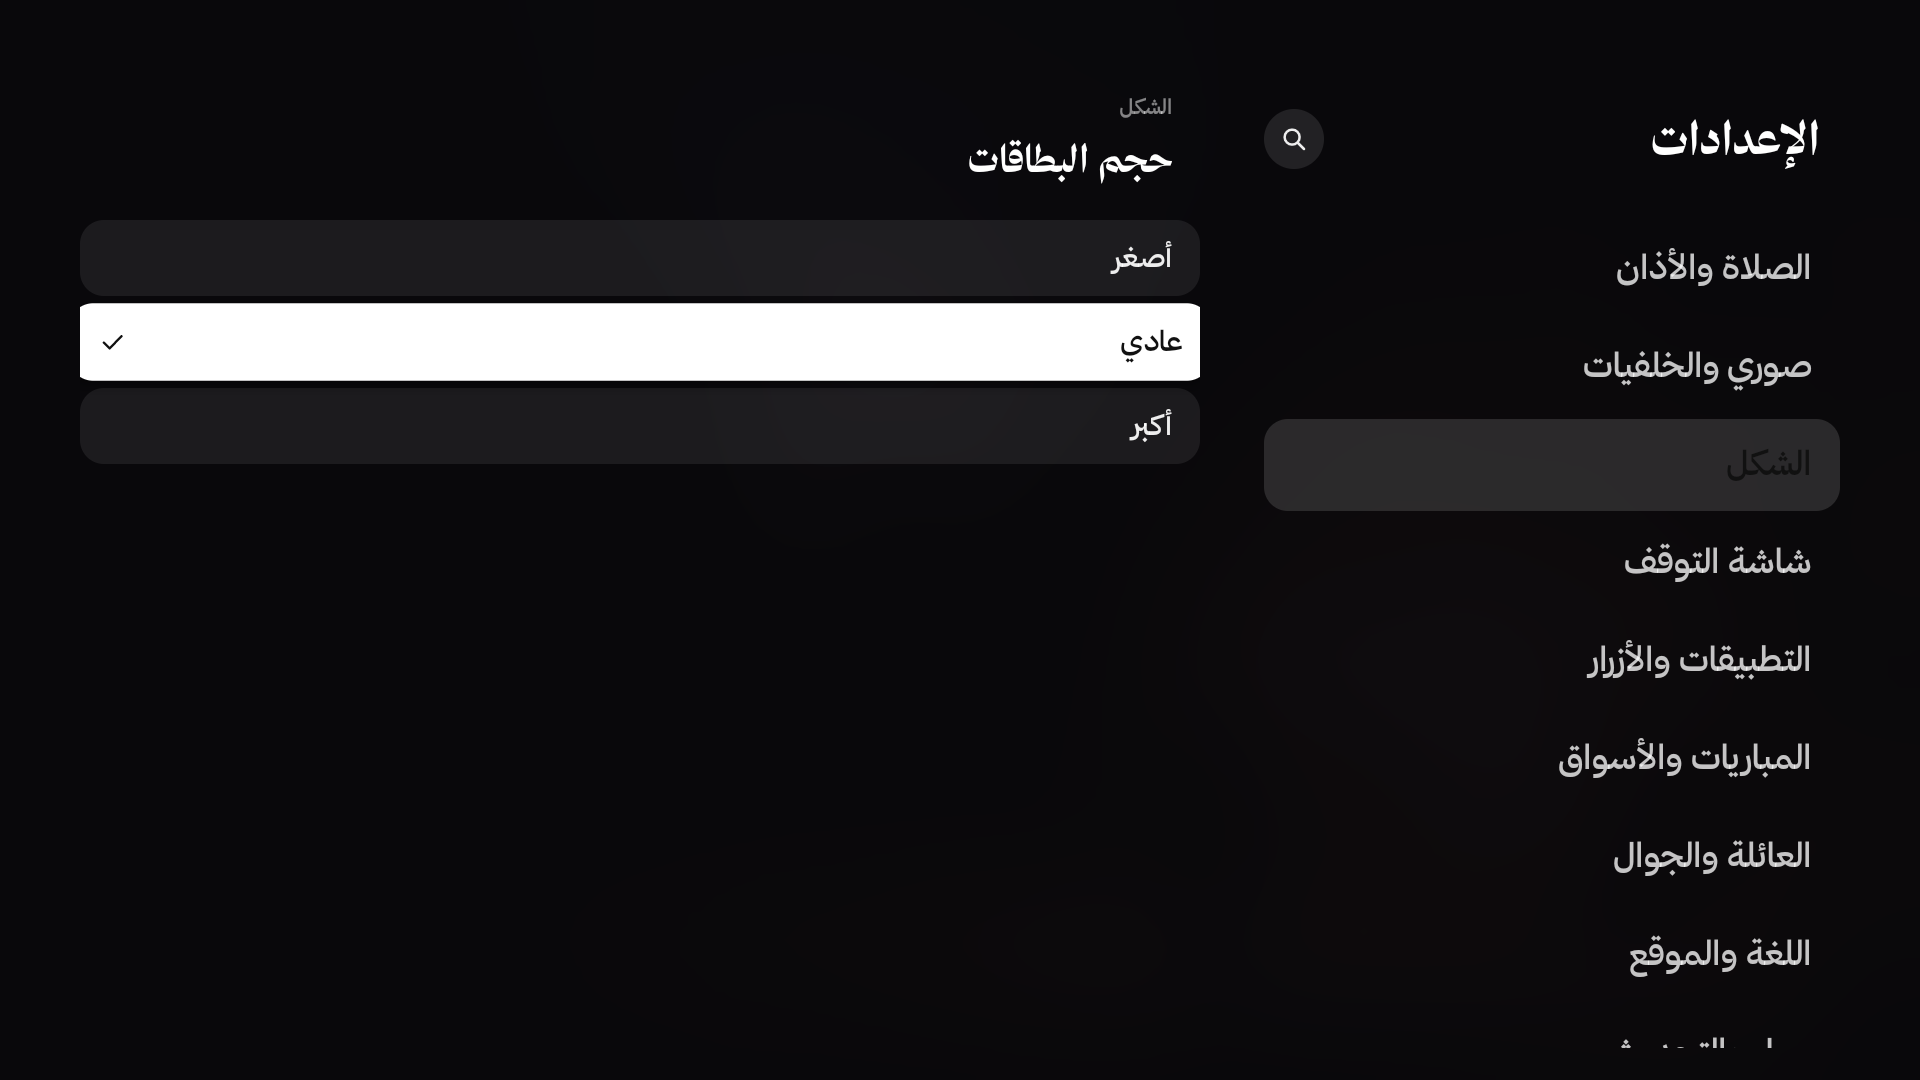 الإعدادات
الصلاة والأذان
صوري والخلفيات
الشكل
شاشة التوقف
التطبيقات والأزرار
المباريات والأسواق
العائلة والجوال
اللغة والموقع
الشكل
حجم البطاقات
أصغر
عادي
أكبر